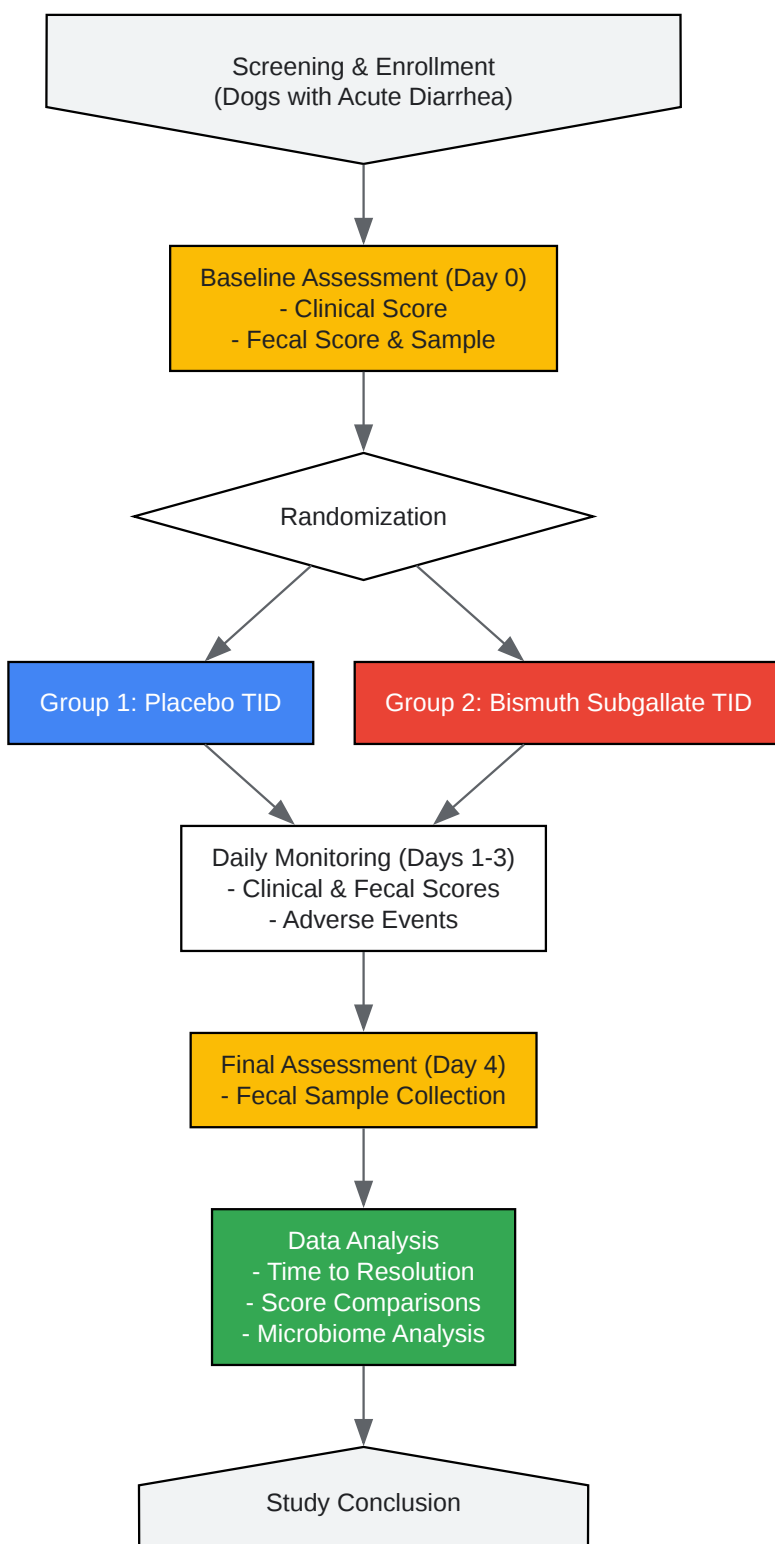 Screening & Enrollment
(Dogs with Acute Diarrhea)
Baseline Assessment (Day 0)
- Clinical Score
- Fecal Score & Sample
Randomization
Group 1: Placebo TID
Group 2: Bismuth Subgallate TID
Daily Monitoring (Days 1-3)
- Clinical & Fecal Scores
- Adverse Events
Final Assessment (Day 4)
- Fecal Sample Collection
Data Analysis
- Time to Resolution
- Score Comparisons
- Microbiome Analysis
Study Conclusion